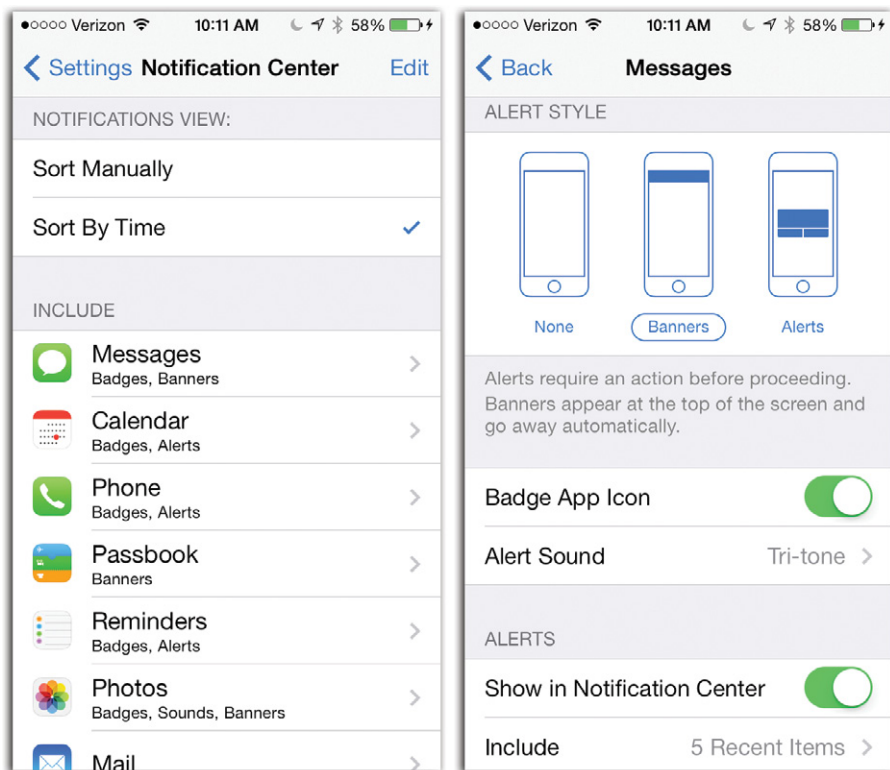 Verizon 10:11 AM 58%
Settings Notification Center Edit
NOTIFICATIONS VIEW:
Sort Manually
Sort By Time
INCLUDE
Messages
Badges, Banners
Calendar
Badges, Alerts
Phone
Badges, Alerts
Passbook
Banners
Reminders
Badges, Alerts
Photos
Badges, Sounds, Banners
Mail
Verizon 10:11 AM 58%
Back Messages
ALERT STYLE
None Banners Alerts
Alerts require an action before proceeding.
Banners appear at the top of the screen and
go away automatically.
Badge App Icon
Alert Sound Tri-tone
ALERTS
Show in Notification Center
Include 5 Recent Items